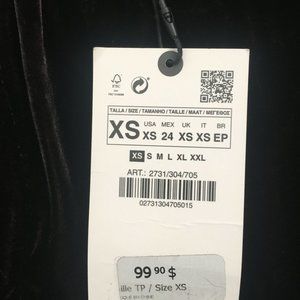 FSC
TALLA / SIZE / TAMANHO / TAILLE / MAAT / ΜΕΓΕΘΟΣ
XS
USA MEX UK IT BR
XS 24 XS XS EP
XS S M L XL XXL
ART.: 2731/304/705
02731304705015
99 90 $
ille TP / Size XS